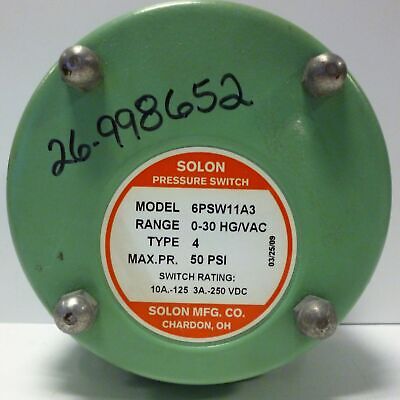 26-998652
SOLON
PRESSURE SWITCH
MODEL 6PSW11A3
RANGE 0-30 HG/VAC
TYPE 4
MAX.PR. 50 PSI
03/25/09
SWITCH RATING:
10A.-125 3A.-250 VDC
SOLON MFG. CO.
CHARDON, OH